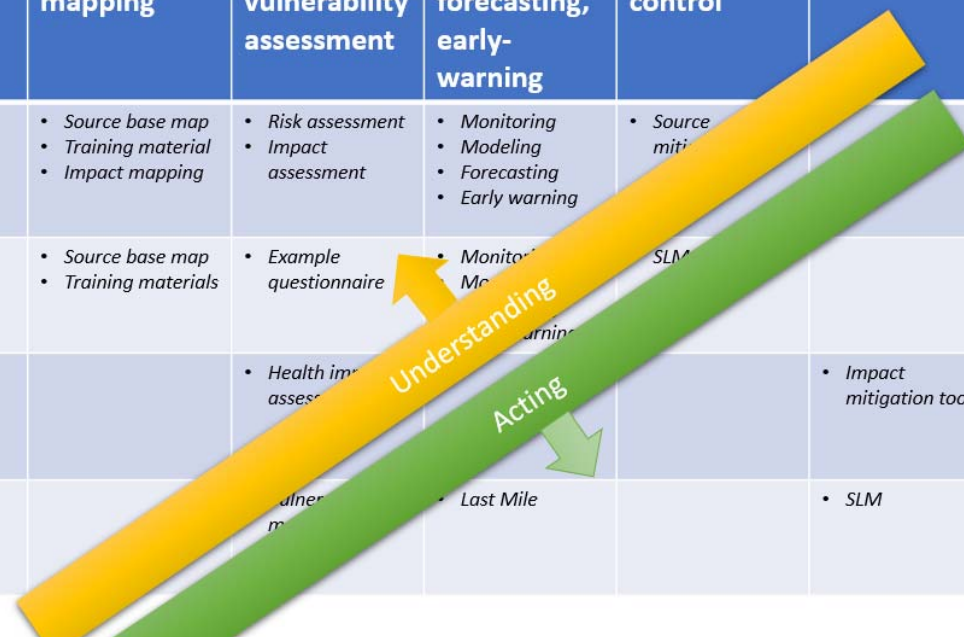 mapping
vulnerability
assessment
forecasting,
early-
warning
control
• Source base map
• Training material
• Impact mapping
• Risk assessment
• Impact
assessment
• Monitoring
• Modeling
• Forecasting
• Early warning
• Source
• Source base map
• Training materials
• Example
questionnaire
SLM
Understanding
Acting
• Health
• Impact
mitigation
• Last Mile
• SLM